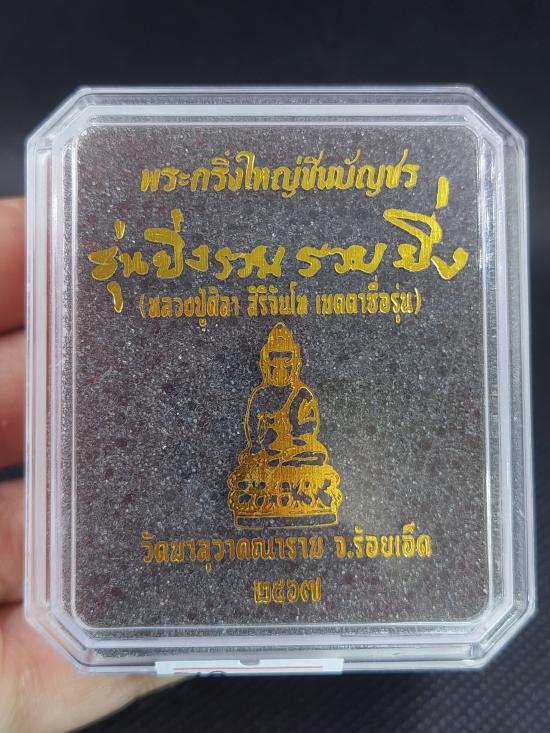 พระกริ่งใหญ่ชินบัญชร
รุ่นปิ่งรวย รวยปิ่ง
(หลวงปู่ศิลา สิริจันโท เมตตาชื่อรุ่น)
วัดมาลุวาคณาราม จ.ร้อยเอ็ด
๒๕๖๗